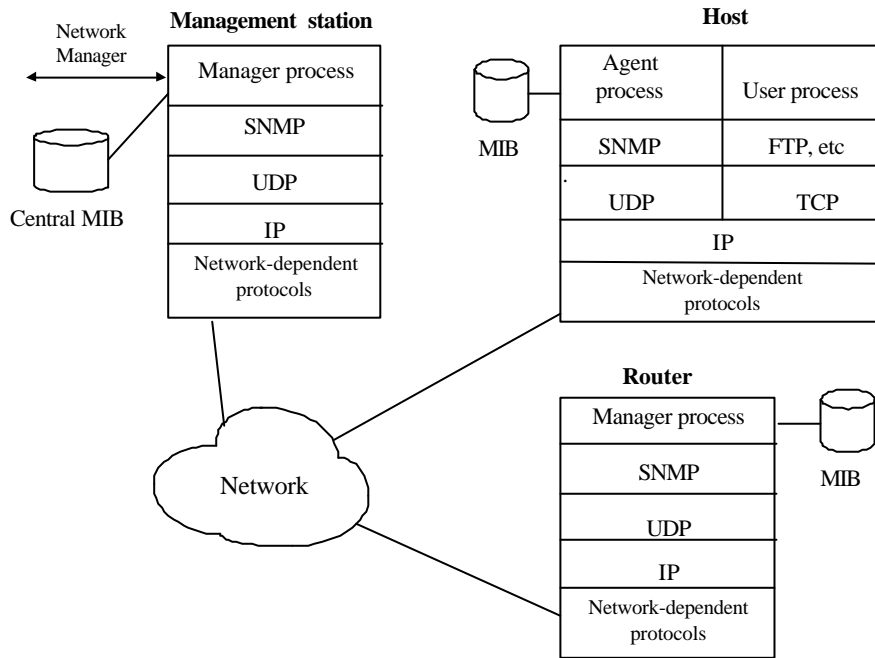 Network
Manager
Management station
Manager process
SNMP
UDP
IP
Network-dependent
protocols
Central MIB
Host
Agent
process
User process
MIB
SNMP
FTP, etc
UDP
TCP
IP
Network-dependent
protocols
Network
Router
Manager process
SNMP
UDP
IP
Network-dependent
protocols
MIB